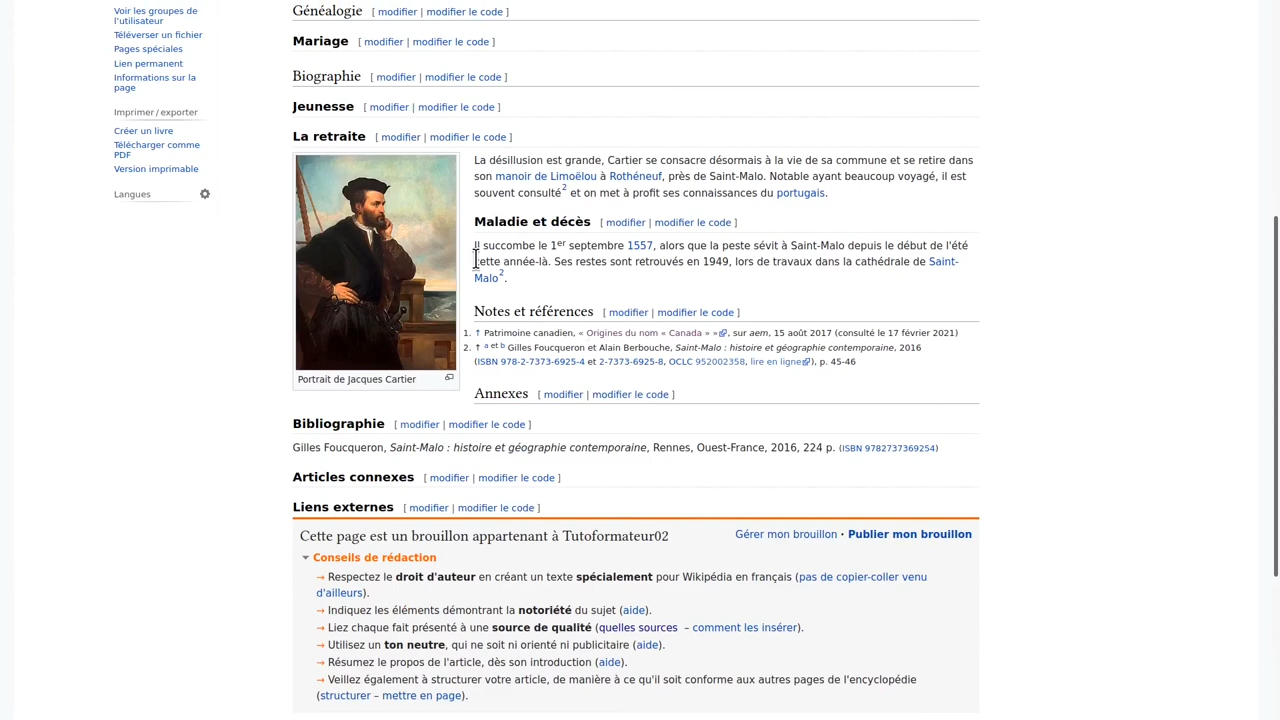 Voir les groupes de
l'utilisateur
Téléverser un fichier
Pages spéciales
Lien permanent
Informations sur la
page
Imprimer / exporter
Créer un livre
Télécharger comme
PDF
Version imprimable
Langues
Généalogie [ modifier | modifier le code ]
Mariage [ modifier | modifier le code ]
Biographie [ modifier | modifier le code ]
Jeunesse [ modifier | modifier le code ]
La retraite [ modifier | modifier le code ]
Portrait de Jacques Cartier
La désillusion est grande, Cartier se consacre désormais à la vie de sa commune et se retire dans
son manoir de Limoëlou à Rothéneuf, près de Saint-Malo. Notable ayant beaucoup voyagé, il est
souvent consulté2 et on met à profit ses connaissances du portugais.
Maladie et décès [ modifier | modifier le code ]
Il succombe le 1er septembre 1557, alors que la peste sévit à Saint-Malo depuis le début de l'été
cette année-là. Ses restes sont retrouvés en 1949, lors de travaux dans la cathédrale de Saint-
Malo2.
Notes et références [ modifier | modifier le code ]
1. ↑ Patrimoine canadien, « Origines du nom « Canada » », sur aem, 15 août 2017 (consulté le 17 février 2021)
2. ↑ a et b Gilles Foucqueron et Alain Berbouche, Saint-Malo : histoire et géographie contemporaine, 2016
(ISBN 978-2-7373-6925-4 et 2-7373-6925-8, OCLC 952002358, lire en ligne), p. 45-46
Annexes [ modifier | modifier le code ]
Bibliographie [ modifier | modifier le code ]
Gilles Foucqueron, Saint-Malo : histoire et géographie contemporaine, Rennes, Ouest-France, 2016, 224 p. (ISBN 9782737369254)
Articles connexes [ modifier | modifier le code ]
Liens externes [ modifier | modifier le code ]
Cette page est un brouillon appartenant à Tutoformateur02 Gérer mon brouillon · Publier mon brouillon
Conseils de rédaction
→ Respectez le droit d'auteur en créant un texte spécialement pour Wikipédia en français (pas de copier-coller venu
d'ailleurs).
→ Indiquez les éléments démontrant la notoriété du sujet (aide).
→ Liez chaque fait présenté à une source de qualité (quelles sources – comment les insérer).
→ Utilisez un ton neutre, qui ne soit ni orienté ni publicitaire (aide).
→ Résumez le propos de l'article, dès son introduction (aide).
→ Veillez également à structurer votre article, de manière à ce qu'il soit conforme aux autres pages de l'encyclopédie
(structurer – mettre en page).